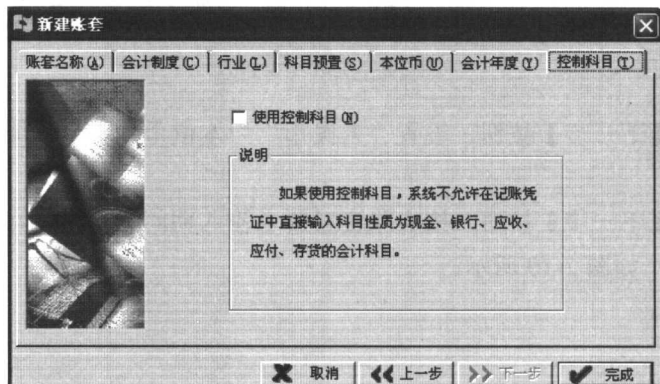 新建账套
账套名称(A) 会计制度(C) 行业(L) 科目预置(S) 本位币(U) 会计年度(Y) 控制科目(T)
使用控制科目(N)
说明
如果使用控制科目，系统不允许在记账凭
证中直接输入科目性质为现金、银行、应收、
应付、存货的会计科目。
取消 上一步 下一步 完成